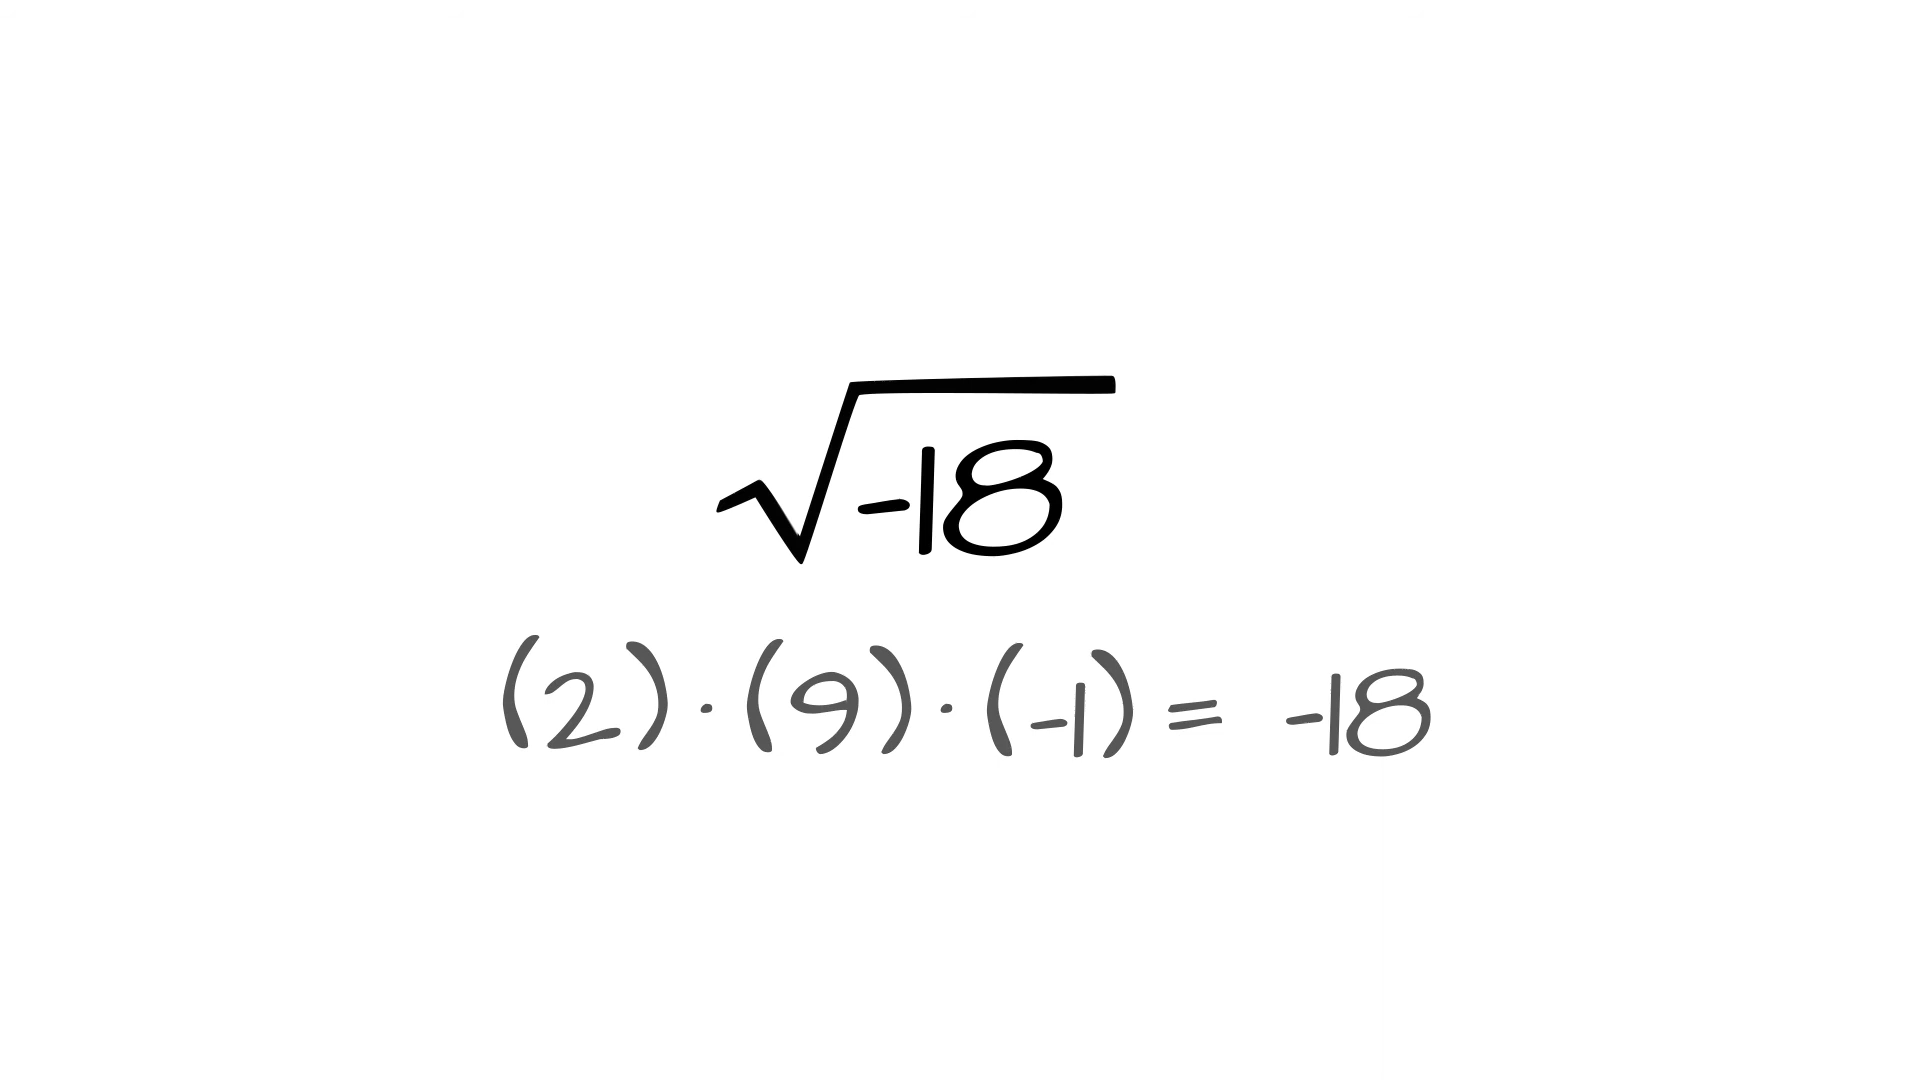 √-18
(2) · (9) · (-1) = -18